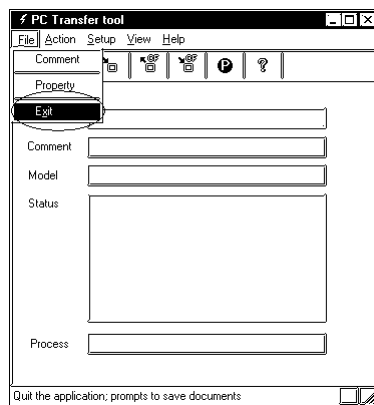 PC Transfer tool
File Action Setup View Help
Comment
Property
Exit
Comment
Model
Status
Process
Quit the application; prompts to save documents